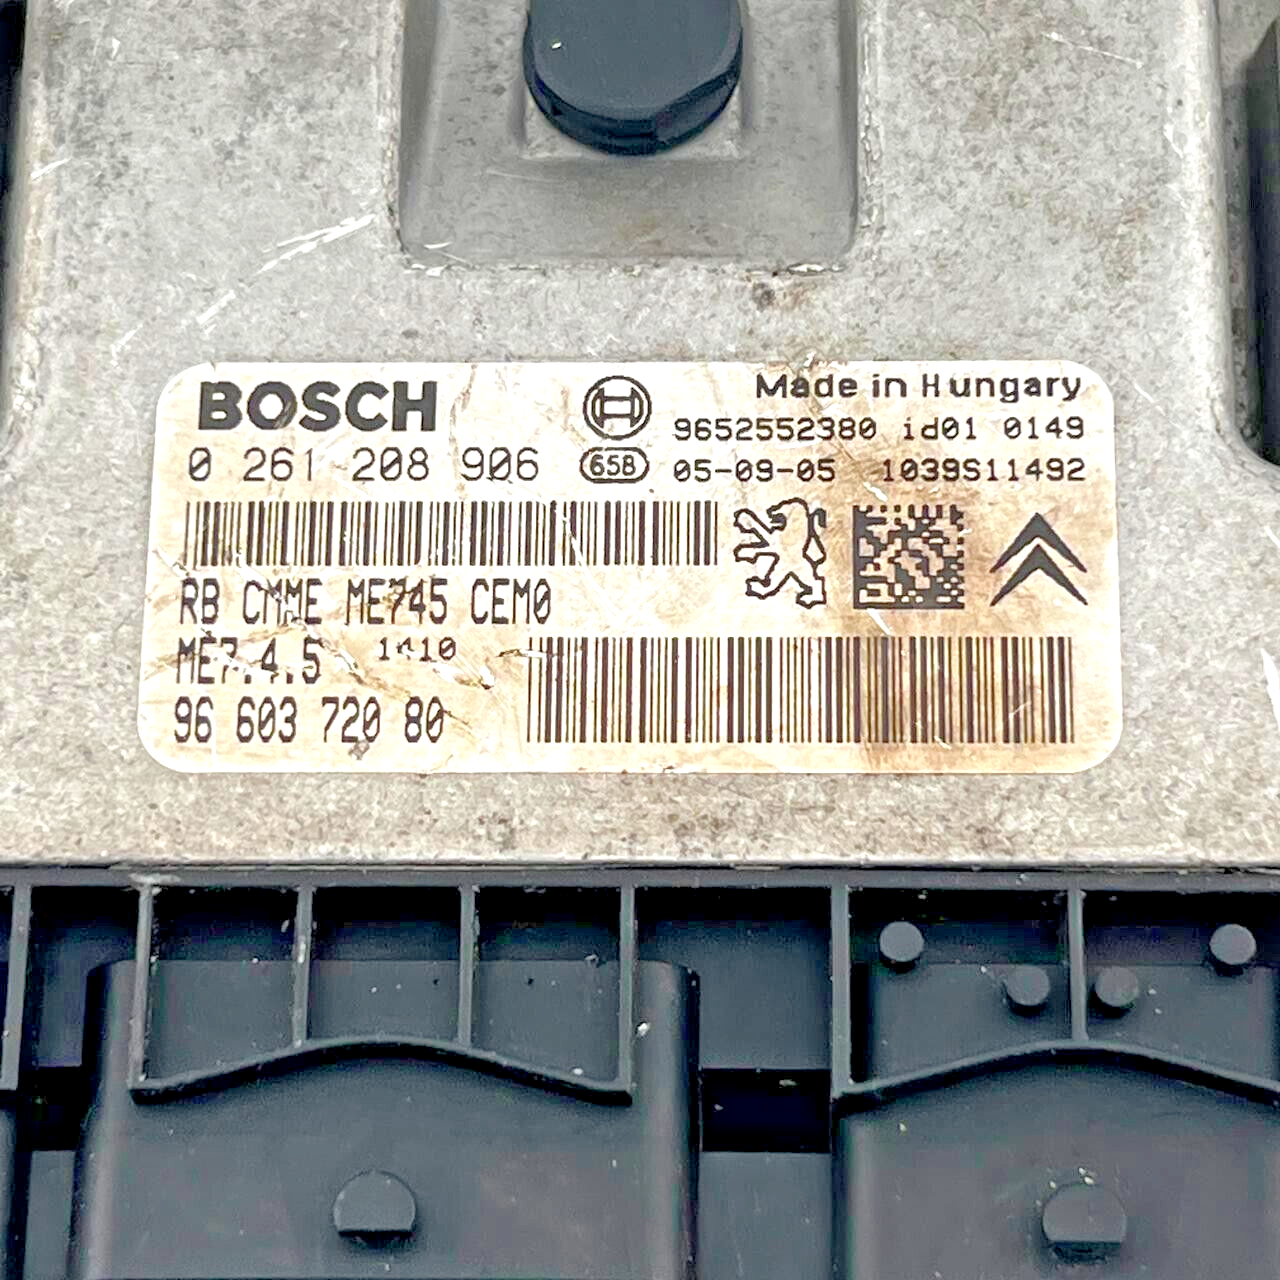 BOSCH
Made in Hungary
9652552380 id01 0149
0 261 208 906
658
05-09-05 1039S11492
RB CMME ME745 CEM0
ME7.4.5
96 603 720 80